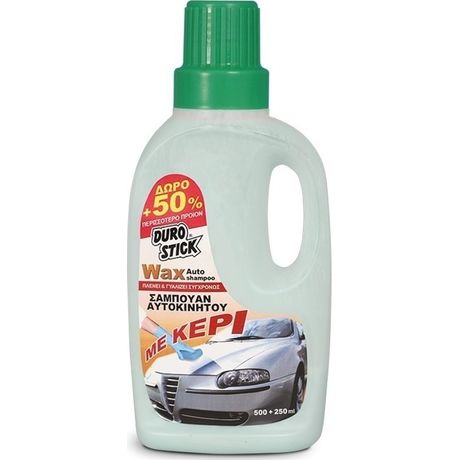 ΔΩΡΟ
+50%
ΠΕΡΙΣΣΟΤΕΡΟ ΠΡΟΙΟΝ
DURO
STICK
Wax Auto
shampoo
ΠΛΕΝΕΙ & ΓΥΑΛΙΖΕΙ ΣΥΓΧΡΟΝΩΣ
ΣΑΜΠΟΥΑΝ
ΑΥΤΟΚΙΝΗΤΟΥ
ΜΕ ΚΕΡΙ
500 + 250 ml